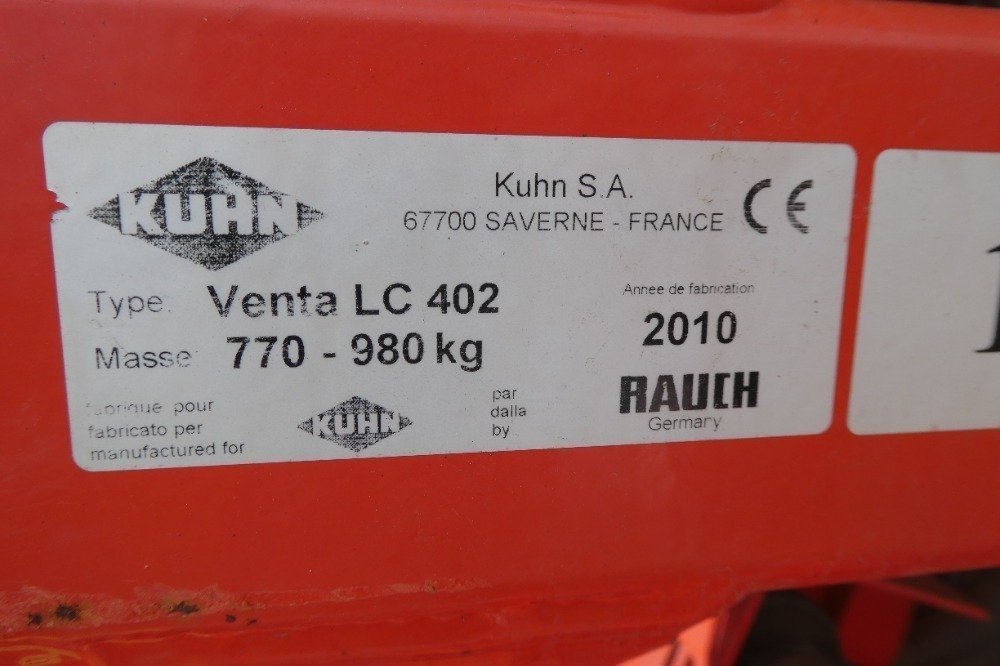 KUHN
Kuhn S.A.
67700 SAVERNE - FRANCE
CE
Type: Venta LC 402
Annee de fabrication
Masse: 770 - 980 kg
2010
fabriqué pour
fabricato per
manufactured for
KUHN
par
dalla
by
RAUCH
Germany